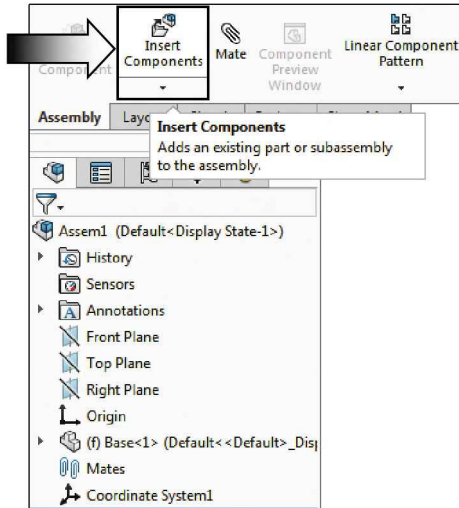 Insert
Components
Mate
Component
Preview
Window
Linear Component
Pattern
Component
Assembly
Insert Components
Adds an existing part or subassembly
to the assembly.
Assem1 (Default<Display State-1>)
History
Sensors
A Annotations
Front Plane
Top Plane
Right Plane
Origin
(f) Base<1> (Default<<Default>_Disp
Mates
Coordinate System1